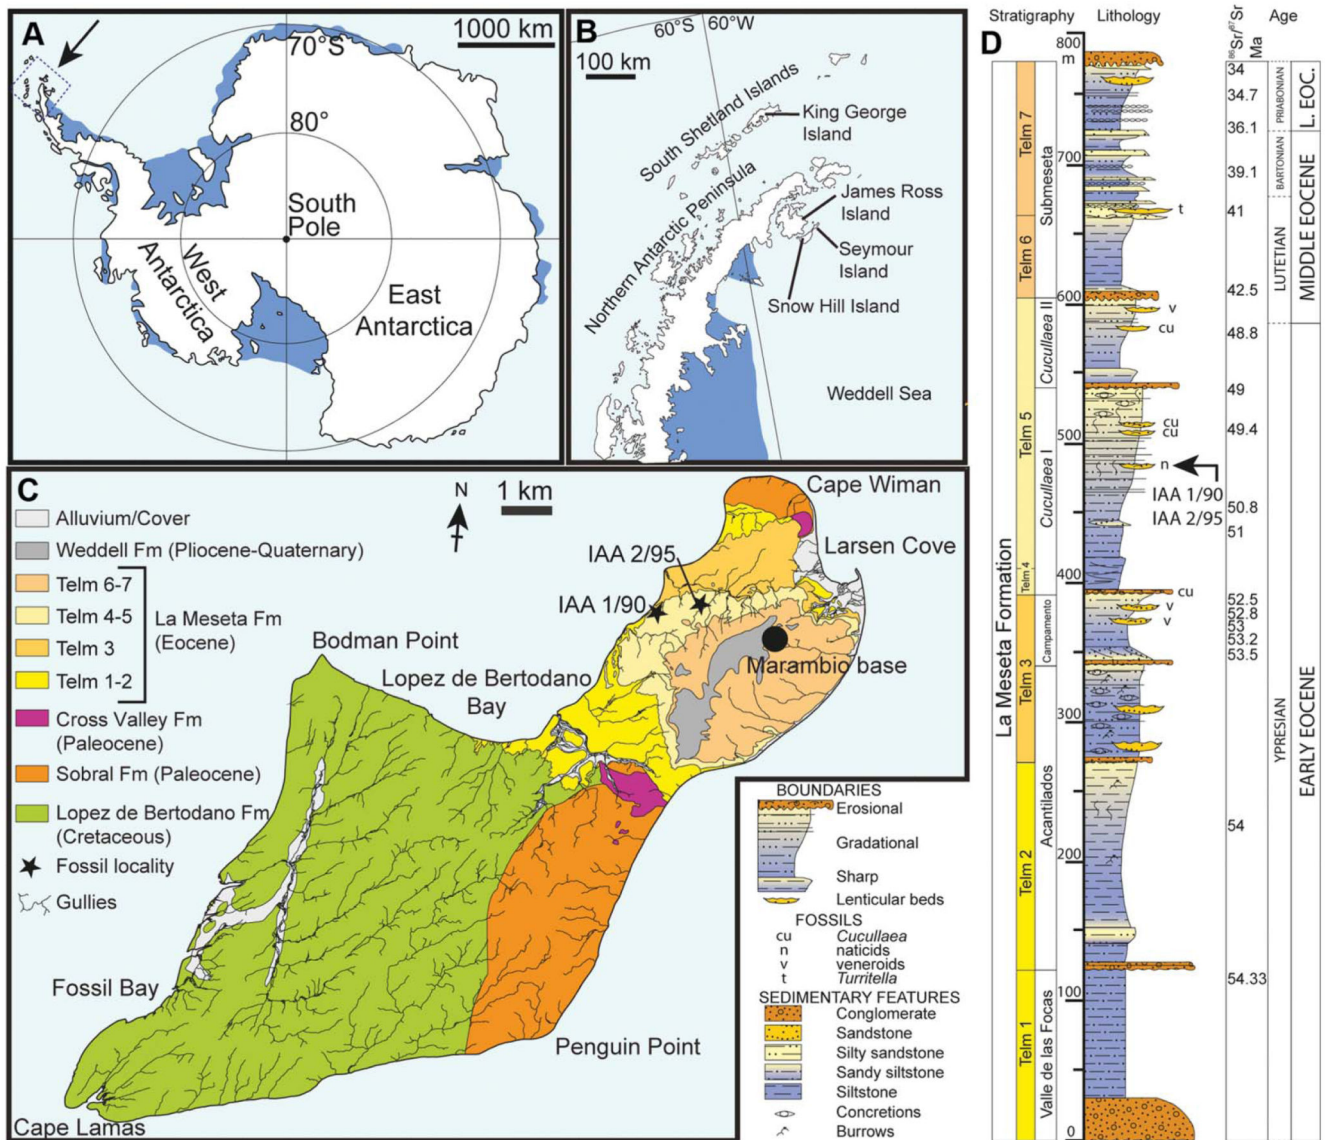 A
1000 km
70°S
80°
South
Pole
West
Antarctica
East
Antarctica
B
60°S
60°W
100 km
South Shetland Islands
King George
Island
Northern Antarctic Peninsula
James Ross
Island
Seymour
Island
Snow Hill Island
Weddell Sea
C
N
1 km
Alluvium/Cover
Weddell Fm (Pliocene-Quaternary)
Telm 6-7
Telm 4-5
Telm 3
Telm 1-2
La Meseta Fm
(Eocene)
Cross Valley Fm
(Paleocene)
Sobral Fm (Paleocene)
Lopez de Bertodano Fm
(Cretaceous)
Fossil locality
Gullies
Cape Wiman
Larsen Cove
IAA 2/95
IAA 1/90
Marambio base
Bodman Point
Lopez de Bertodano
Bay
Fossil Bay
Penguin Point
Cape Lamas
BOUNDARIES
Erosional
Gradational
Sharp
Lenticular beds
FOSSILS
cu Cucullaea
n naticids
v veneroids
t Turritella
SEDIMENTARY FEATURES
Conglomerate
Sandstone
Silty sandstone
Sandy siltstone
Siltstone
Concretions
Burrows
D
Stratigraphy
Lithology
86Sr/87Sr
Ma
Age
La Meseta Formation
Telm 7
Telm 6
Telm 5
Telm 4
Telm 3
Telm 2
Telm 1
Submeseta
Cucullaea II
Cucullaea I
Campamento
Acantilados
Valle de las Focas
800
m
700
600
500
400
300
200
100
0
t
v
cu
cu
cu
n
IAA 1/90
IAA 2/95
cu
v
v
34
34.7
36.1
39.1
41
42.5
48.8
49
49.4
50.8
51
52.5
52.8
53
53.2
53.5
54
54.33
PRIABONIAN
BARTONIAN
LUTETIAN
YPRESIAN
L. EOC.
MIDDLE EOCENE
EARLY EOCENE